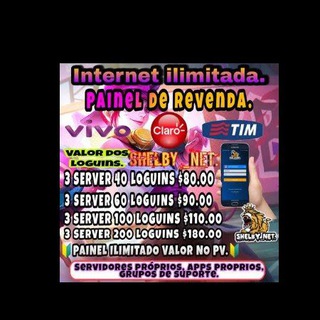 Internet ilimitada.
Painel de Revenda.
vivo
Claro
TIM
Valor dos
loguins.
Shelby_net.
3 server 40 loguins $80.00
3 server 60 loguins $90.00
3 server 100 loguins $110.00
3 server 200 loguins $180.00
Painel ilimitado valor no PV.
Shelby.net
Servidores próprios, apps proprios,
grupos de suporte.